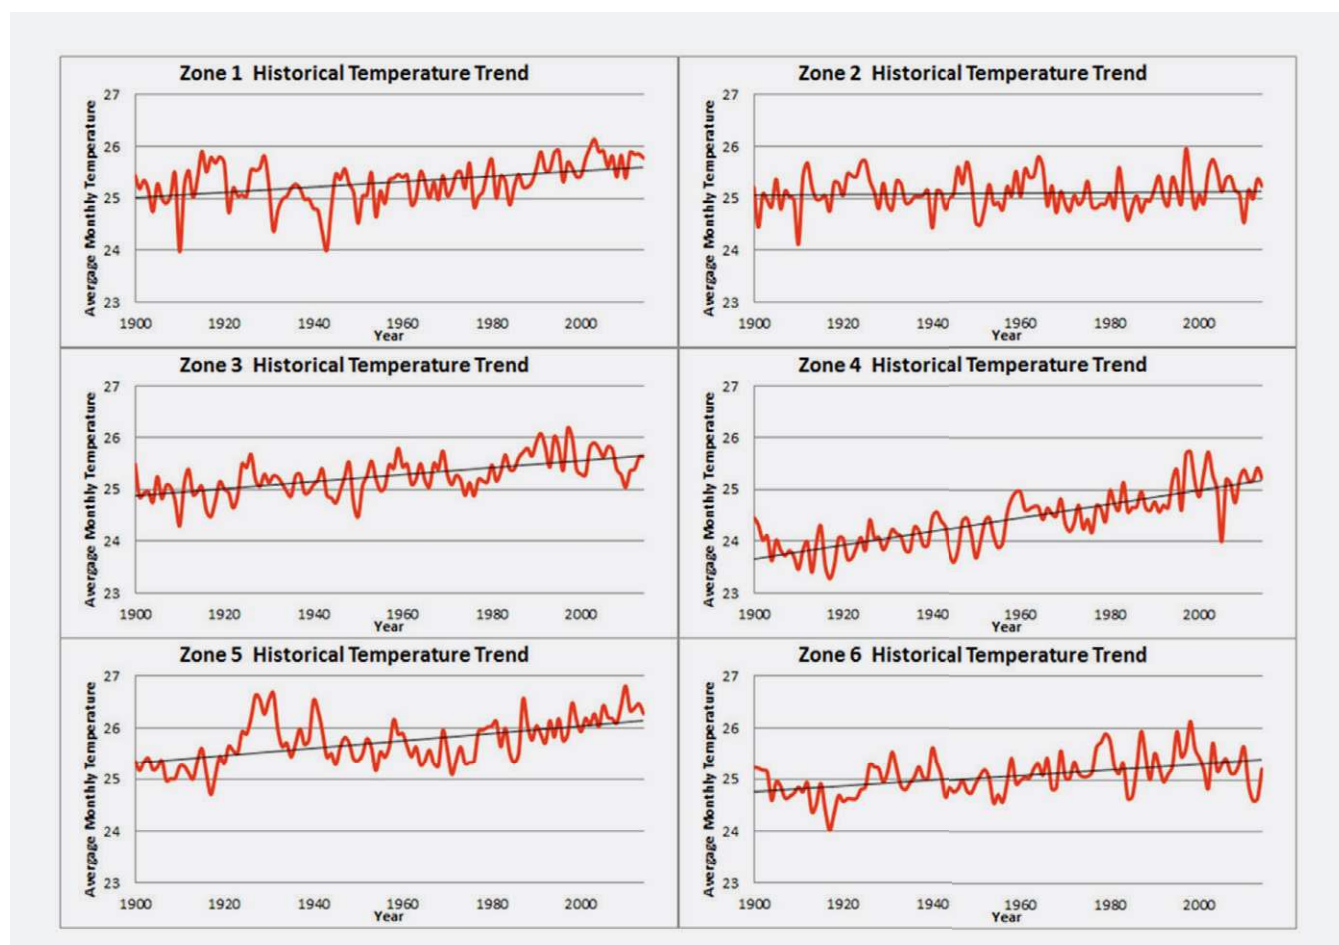 Zone 1 Historical Temperature Trend
Avergage Monthly Temperature
27
26
25
24
23
1900 1920 1940 1960 1980 2000
Year
Zone 2 Historical Temperature Trend
Avergage Monthly Temperature
27
26
25
24
23
1900 1920 1940 1960 1980 2000
Year
Zone 3 Historical Temperature Trend
Avergage Monthly Temperature
27
26
25
24
23
1900 1920 1940 1960 1980 2000
Year
Zone 4 Historical Temperature Trend
Avergage Monthly Temperature
27
26
25
24
23
1900 1920 1940 1960 1980 2000
Year
Zone 5 Historical Temperature Trend
Avergage Monthly Temperature
27
26
25
24
23
1900 1920 1940 1960 1980 2000
Year
Zone 6 Historical Temperature Trend
Avergage Monthly Temperature
27
26
25
24
23
1900 1920 1940 1960 1980 2000
Year